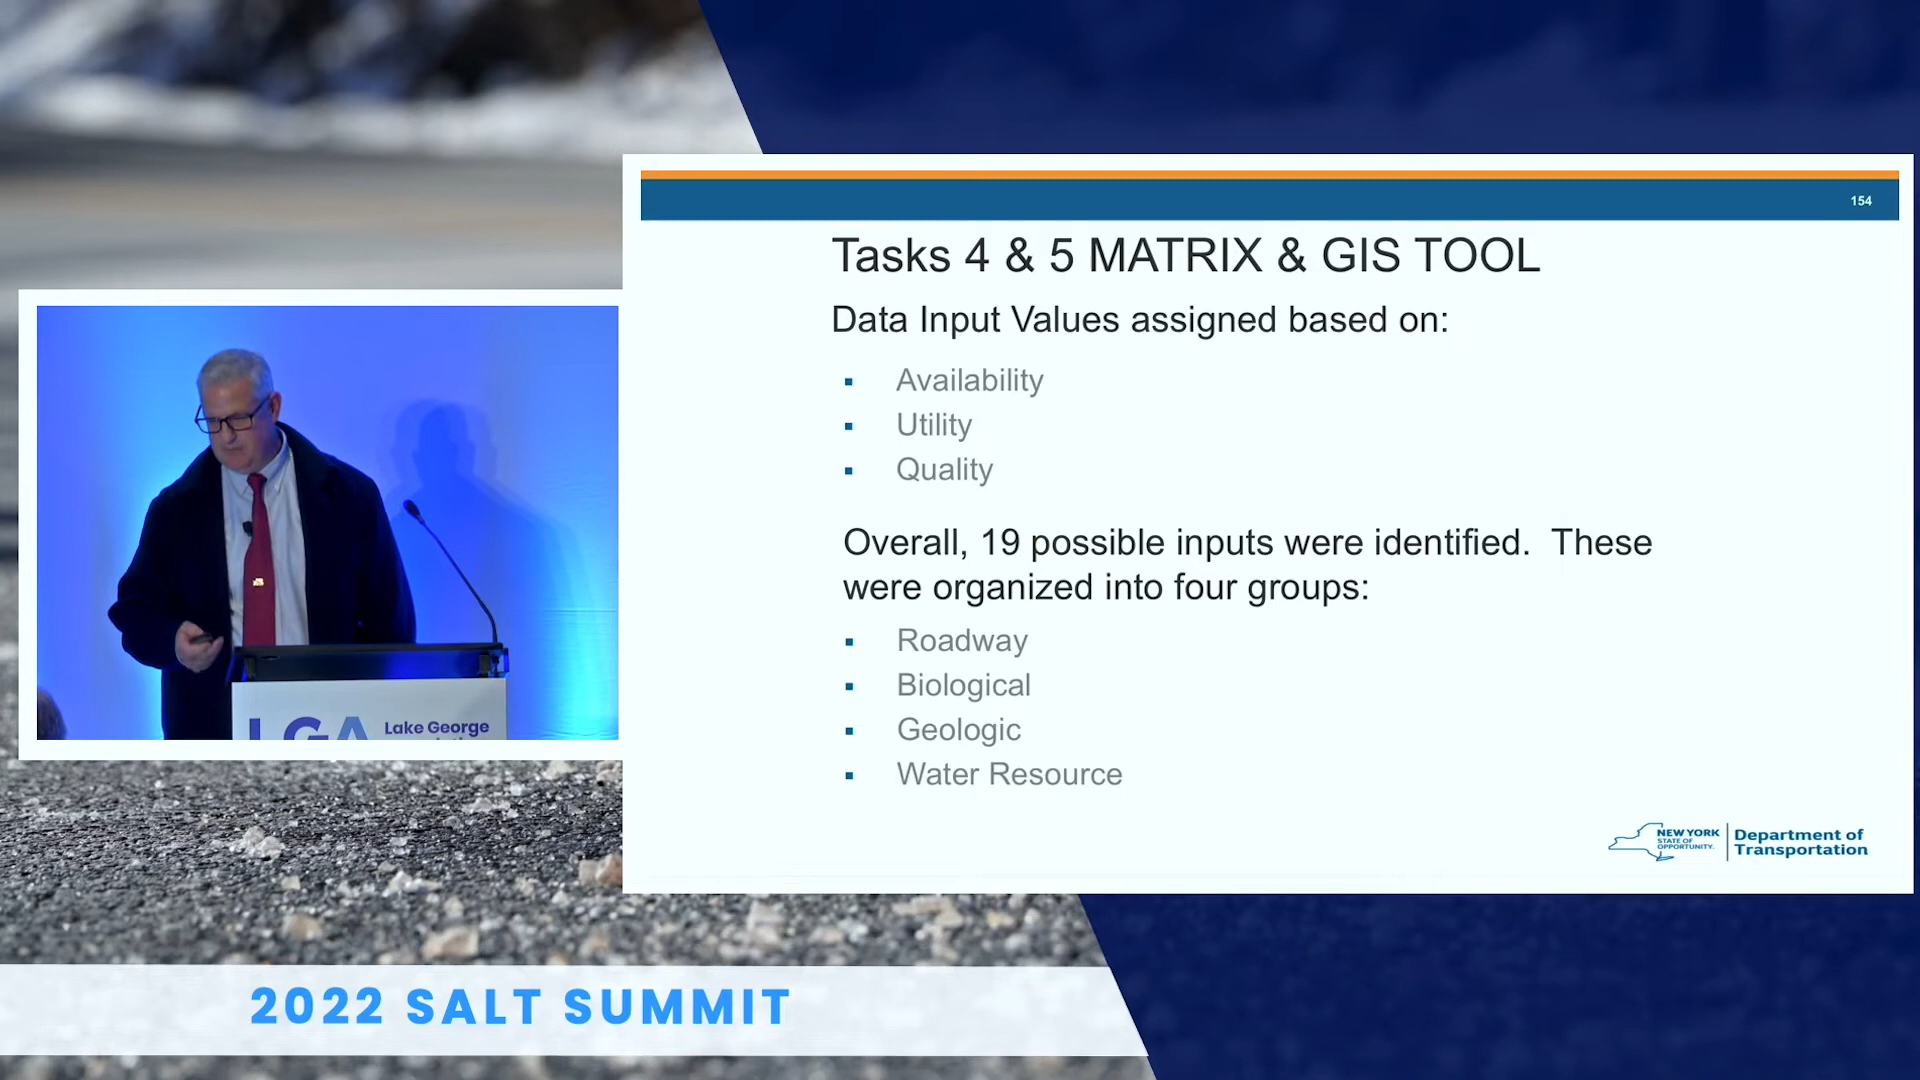 154
Tasks 4 & 5 MATRIX & GIS TOOL
Data Input Values assigned based on:
▪ Availability
▪ Utility
▪ Quality
Overall, 19 possible inputs were identified. These
were organized into four groups:
▪ Roadway
▪ Biological
▪ Geologic
▪ Water Resource
NEW YORK
STATE OF
OPPORTUNITY.
Department of
Transportation
LGA
Lake George
2022 SALT SUMMIT